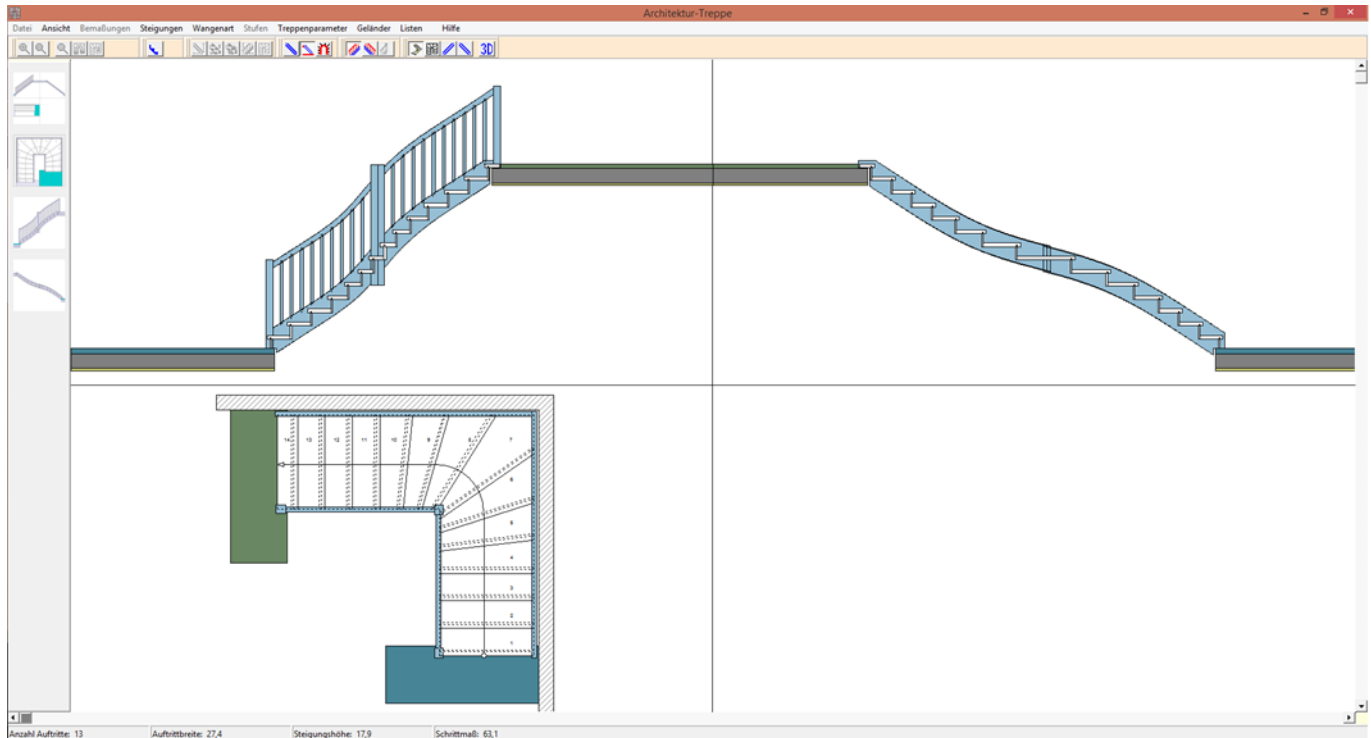 Architektur-Treppe
Datei Ansicht Bemaßungen Steigungen Wangenart Stufen Treppenparameter Geländer Listen Hilfe
3D
14 13 12 11 10 9 8 7
6
5
4
3
2
1
Anzahl Auftritte: 13 Auftrittbreite: 27,4 Steigungshöhe: 17,9 Schrittmaß: 63,1